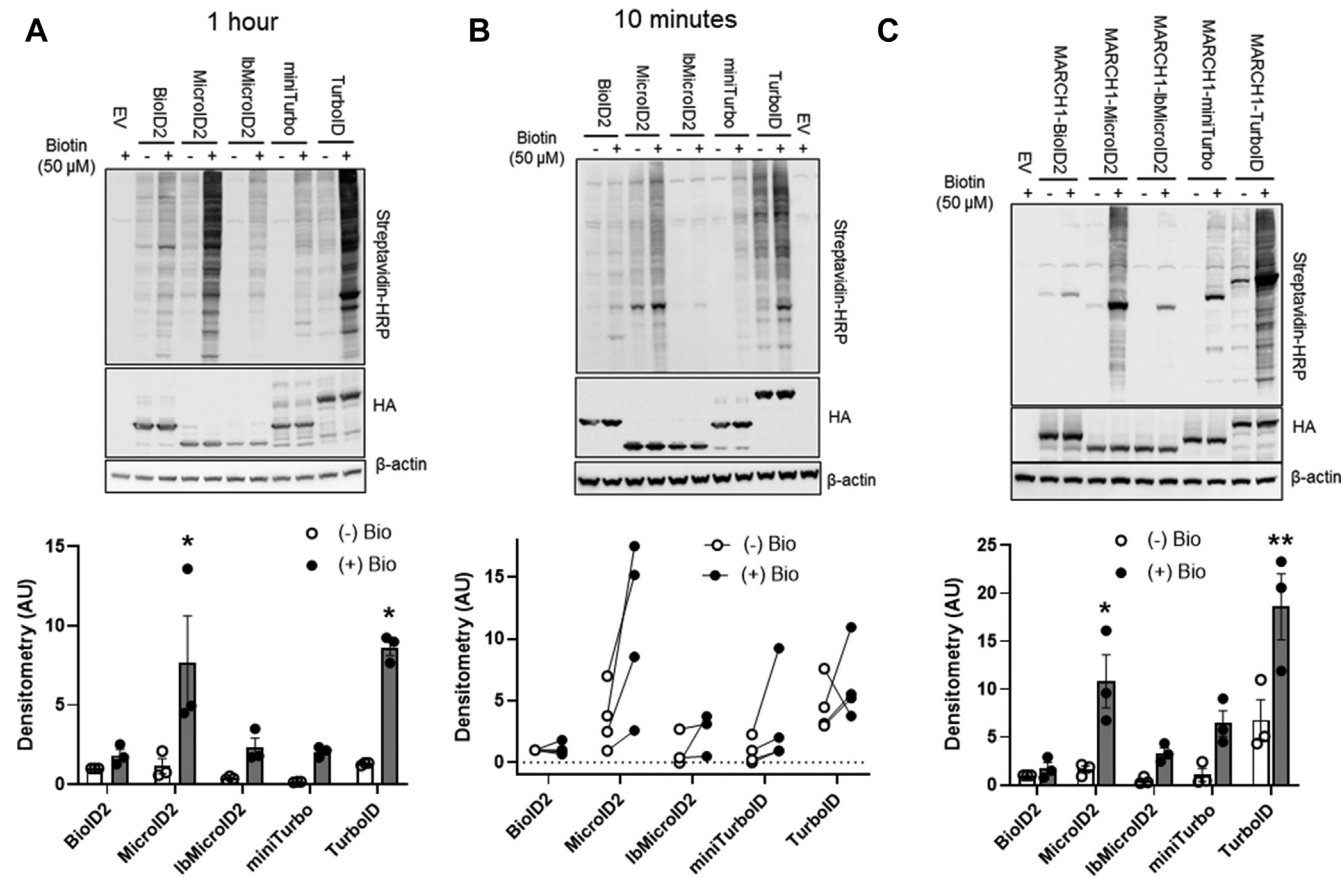 A
1 hour
EV
BioID2
MicroID2
lbMicroID2
miniTurbo
TurboID
Biotin
(50 µM)
+ - + - + - + - + - +
Streptavidin-HRP
HA
β-actin
(-) Bio
(+) Bio
Densitometry (AU)
15
10
5
0
*
*
BioID2
MicroID2
lbMicroID2
miniTurbo
TurboID
B
10 minutes
BioID2
MicroID2
lbMicroID2
miniTurbo
TurboID
EV
Biotin
(50 µM)
- + - + - + - + - + +
Streptavidin-HRP
HA
β-actin
(-) Bio
(+) Bio
Densitometry (AU)
15
10
5
0
BioID2
MicroID2
lbMicroID2
miniTurboID
TurboID
C
EV
MARCH1-BioID2
MARCH1-MicroID2
MARCH1-lbMicroID2
MARCH1-miniTurbo
MARCH1-TurboID
Biotin
(50 µM)
+ - + - + - + - + - +
Streptavidin-HRP
HA
β-actin
(-) Bio
(+) Bio
Densitometry (AU)
25
20
15
10
5
0
*
**
BioID2
MicroID2
lbMicroID2
miniTurbo
TurboID